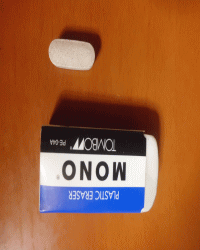 PLASTIC ERASER
MONO®
TOMBOW PE-04A